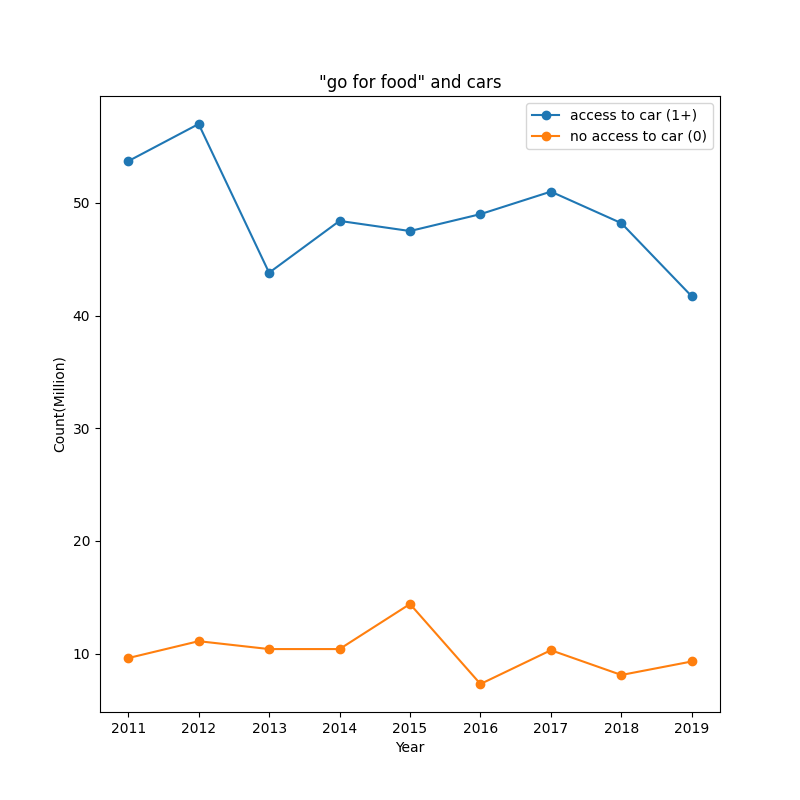 "go for food" and cars
access to car (1+)
no access to car (0)
Count(Million)
50
40
30
20
10
2011 2012 2013 2014 2015 2016 2017 2018 2019
Year